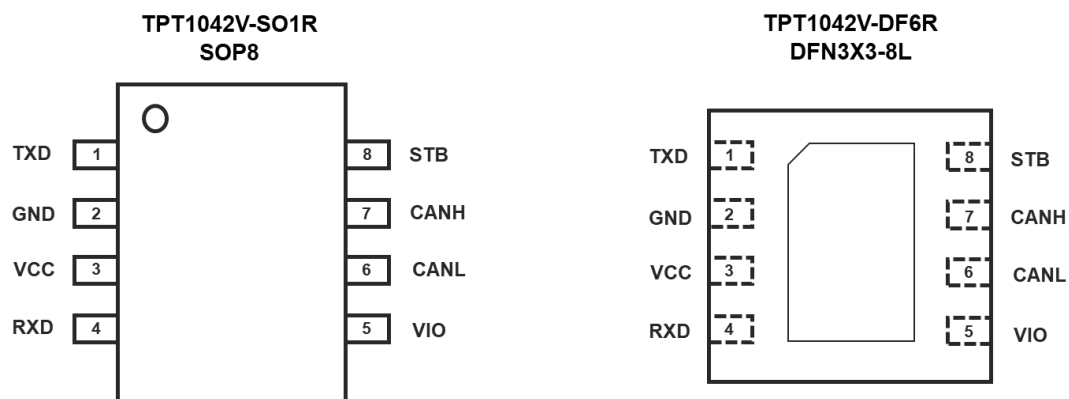 TPT1042V-SO1R
SOP8
TXD 1 8 STB
GND 2 7 CANH
VCC 3 6 CANL
RXD 4 5 VIO
TPT1042V-DF6R
DFN3X3-8L
TXD 1 8 STB
GND 2 7 CANH
VCC 3 6 CANL
RXD 4 5 VIO